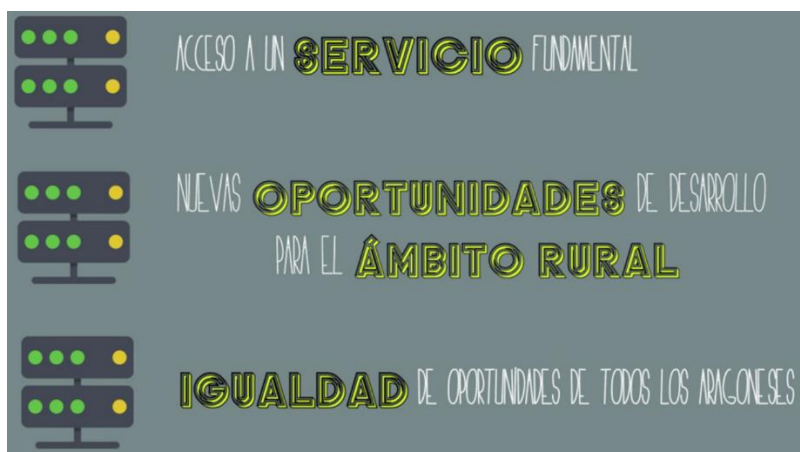 ACCESO A UN SERVICIO FUNDAMENTAL
NUEVAS OPORTUNIDADES DE DESARROLLO
PARA EL ÁMBITO RURAL
IGUALDAD DE OPORTUNIDADES DE TODOS LOS ARAGONESES